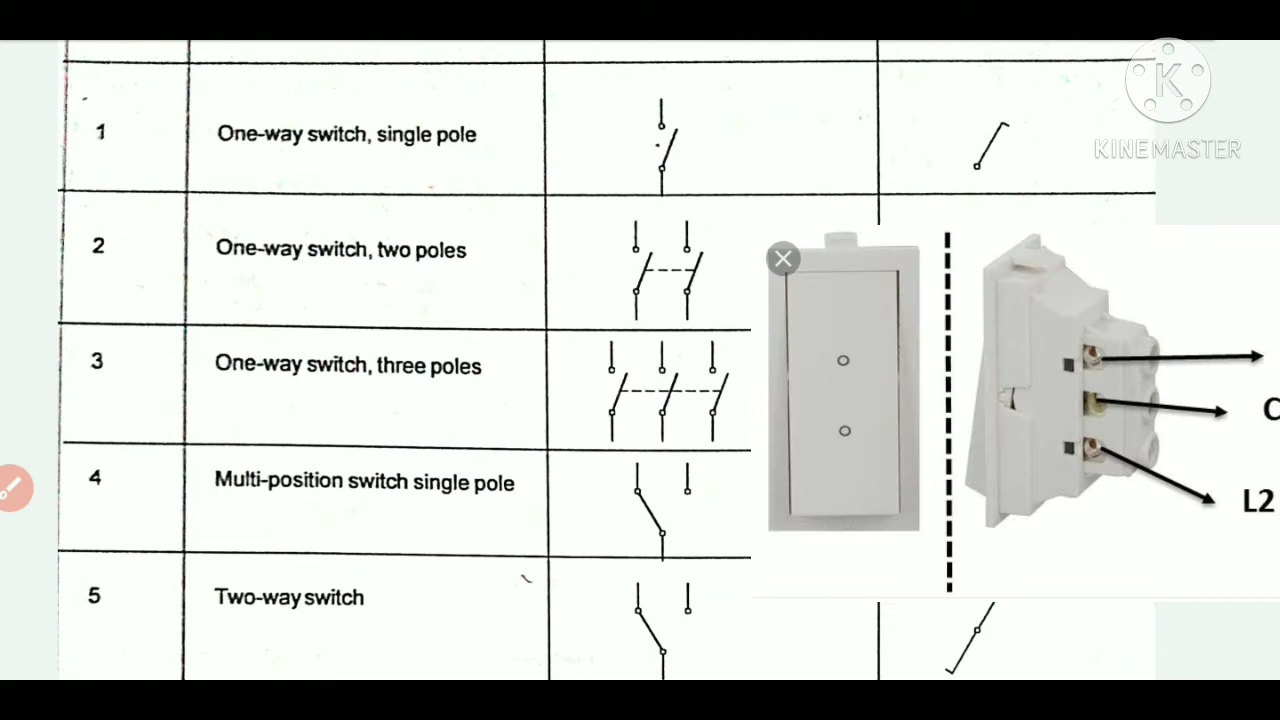 K
KINEMASTER
1 One-way switch, single pole
2 One-way switch, two poles
3 One-way switch, three poles
C
4 Multi-position switch single pole
L2
5 Two-way switch